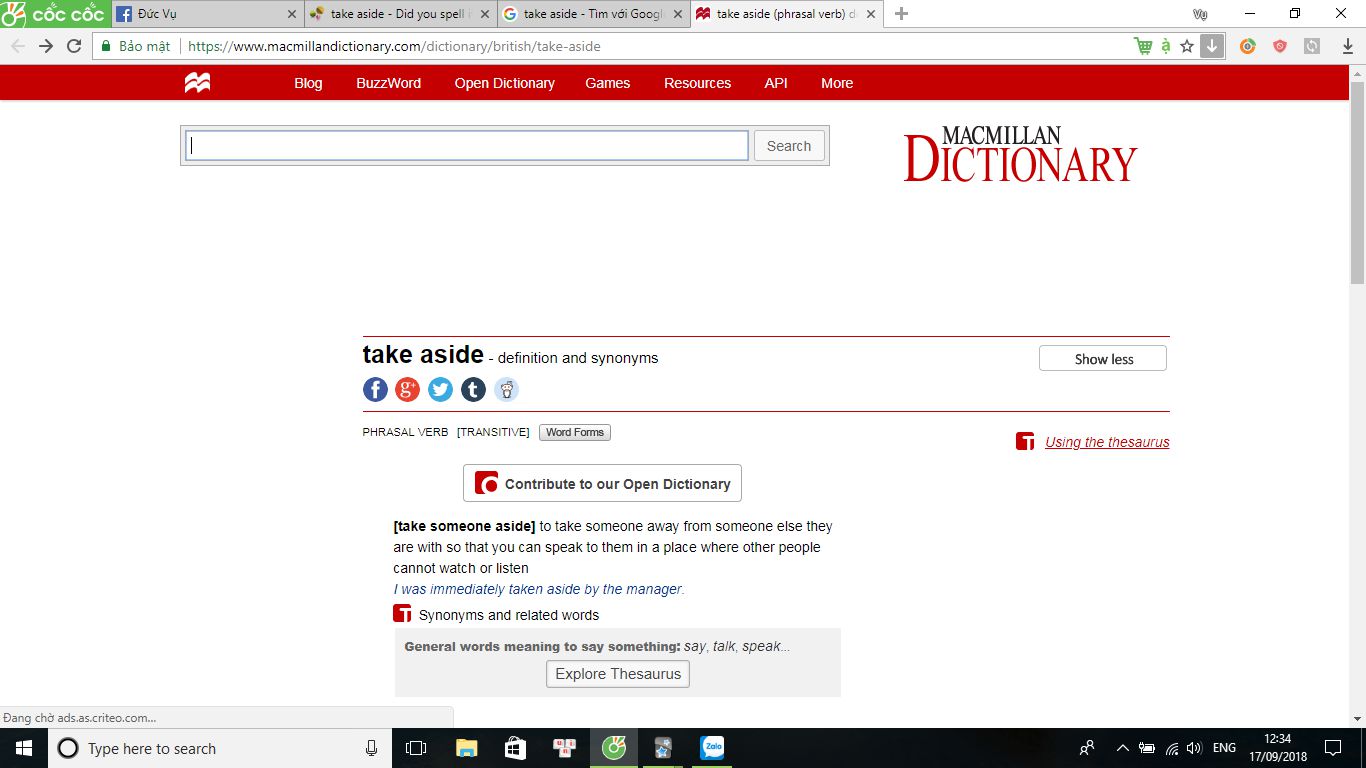 cốc cốc
Đức Vụ
take aside - Did you spell i
take aside - Tìm với Googl
take aside (phrasal verb) d
Vụ
Bảo mật
https://www.macmillandictionary.com/dictionary/british/take-aside
à
Blog BuzzWord Open Dictionary Games Resources API More
Search
MACMILLAN
DICTIONARY
take aside - definition and synonyms
Show less
f g+ t
PHRASAL VERB [TRANSITIVE] Word Forms
T Using the thesaurus
Contribute to our Open Dictionary
[take someone aside] to take someone away from someone else they
are with so that you can speak to them in a place where other people
cannot watch or listen
I was immediately taken aside by the manager.
T Synonyms and related words
General words meaning to say something: say, talk, speak...
Explore Thesaurus
Đang chờ ads.as.criteo.com...
Type here to search
Zalo
ENG
12:34
17/09/2018